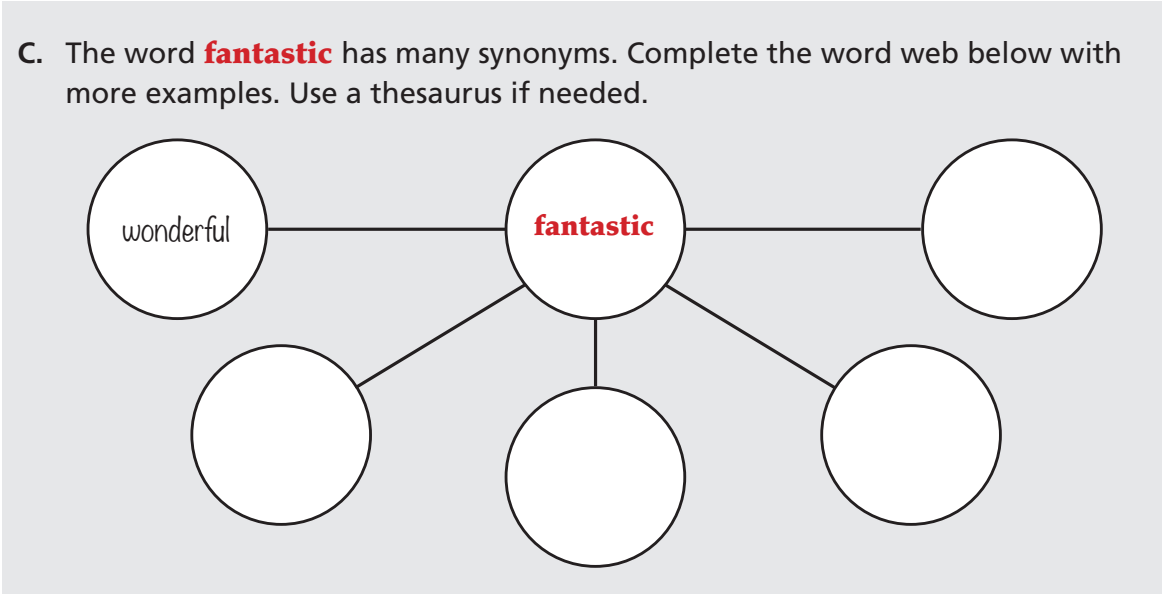 C. The word fantastic has many synonyms. Complete the word web below with
more examples. Use a thesaurus if needed.
wonderful
fantastic